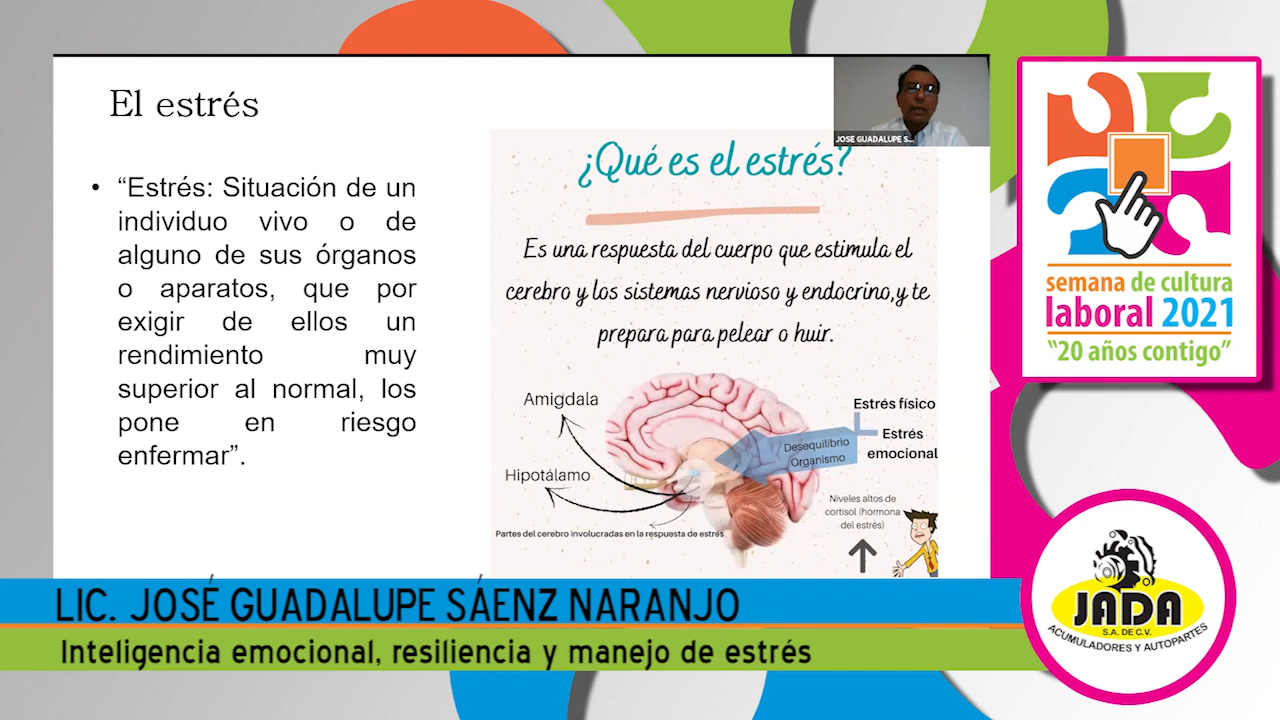 El estrés
• “Estrés: Situación de un
individuo vivo o de
alguno de sus órganos
o aparatos, que por
exigir de ellos un
rendimiento muy
superior al normal, los
pone en riesgo
enfermar”.
JOSE GUADALUPE S...
¿Qué es el estrés?
Es una respuesta del cuerpo que estimula el
cerebro y los sistemas nervioso y endocrino,y te
prepara para pelear o huir.
Amigdala
Hipotálamo
Partes del cerebro involucradas en la respuesta de estrés
Desequilibrio
Organismo
Estrés físico
Estrés
emocional
Niveles altos de
cortisol (hormona
del estrés)
semana de cultura
laboral 2021
“20 años contigo”
JADA
S.A. DE C.V.
ACUMULADORES Y AUTOPARTES
LIC. JOSÉ GUADALUPE SÁENZ NARANJO
Inteligencia emocional, resiliencia y manejo de estrés